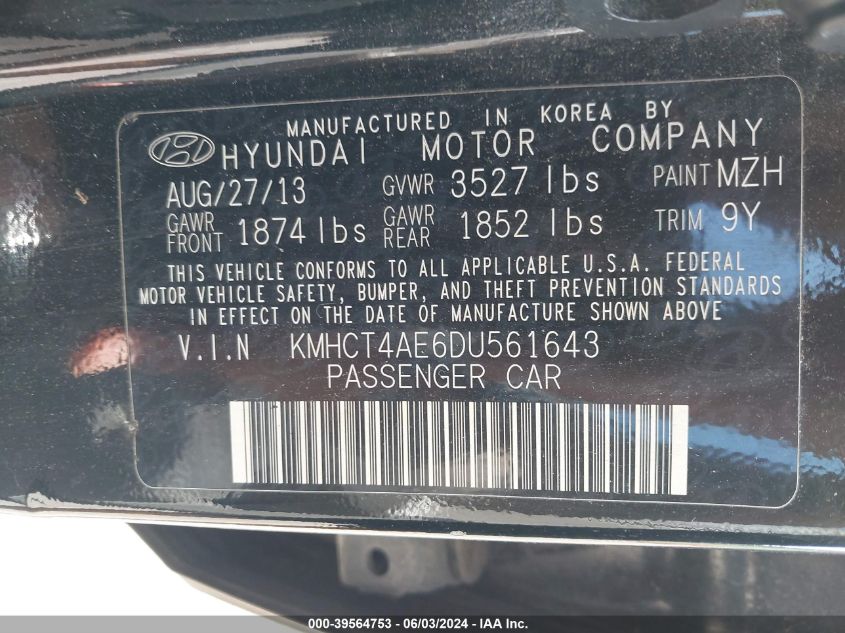 MANUFACTURED IN KOREA BY
HYUNDAI MOTOR COMPANY
AUG/27/13 GVWR 3527 lbs PAINT MZH
GAWR FRONT 1874 lbs GAWR REAR 1852 lbs TRIM 9Y
THIS VEHICLE CONFORMS TO ALL APPLICABLE U.S.A. FEDERAL
MOTOR VEHICLE SAFETY, BUMPER, AND THEFT PREVENTION STANDARDS
IN EFFECT ON THE DATE OF MANUFACTURE SHOWN ABOVE
V.I.N KMHCT4AE6DU561643
PASSENGER CAR
000-39564753 - 06/03/2024 - IAA Inc.